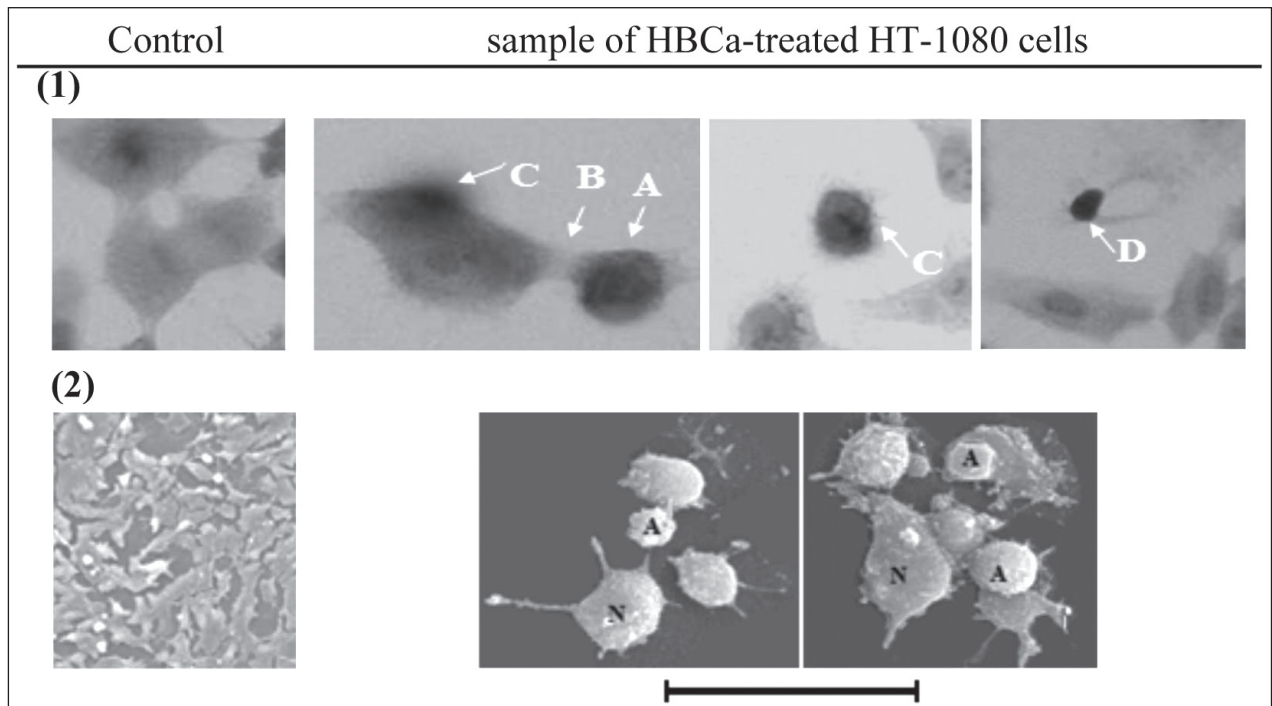 Control sample of HBCa-treated HT-1080 cells
(1)
C B A
C
D
(2)
A
N
A
N A